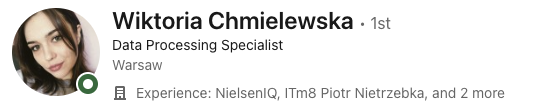 Wiktoria Chmielewska · 1st
Data Processing Specialist
Warsaw
Experience: NielsenIQ, ITm8 Piotr Nietrzebka, and 2 more